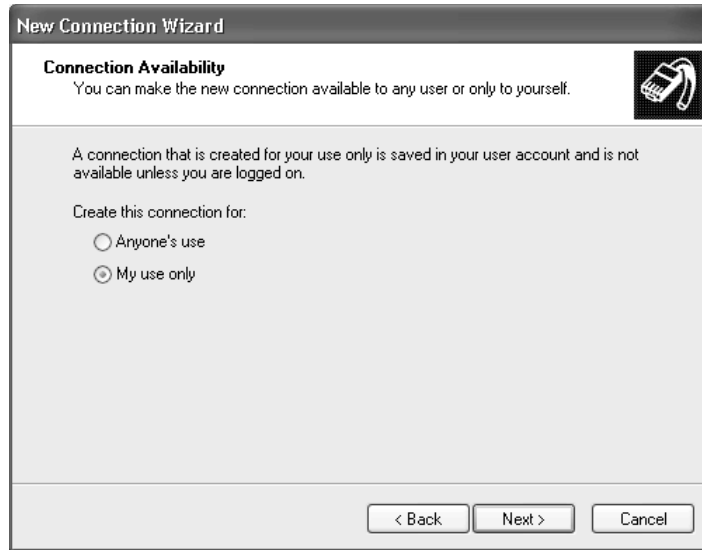 New Connection Wizard
Connection Availability
You can make the new connection available to any user or only to yourself.
A connection that is created for your use only is saved in your user account and is not
available unless you are logged on.
Create this connection for:
Anyone's use
My use only
< Back
Next >
Cancel